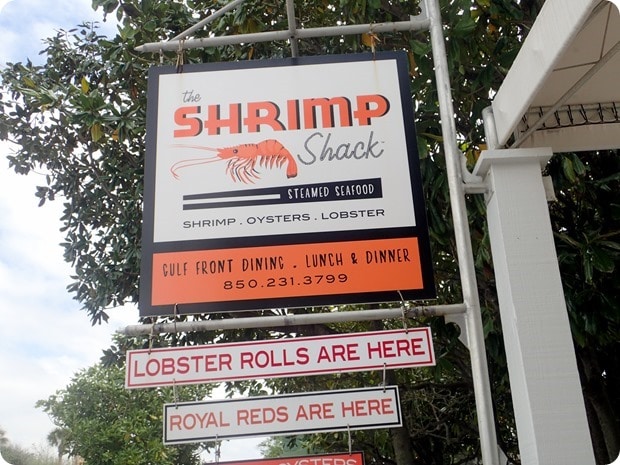 the
SHRIMP
Shack
STEAMED SEAFOOD
SHRIMP . OYSTERS . LOBSTER
GULF FRONT DINING . LUNCH & DINNER
850.231.3799
LOBSTER ROLLS ARE HERE
ROYAL REDS ARE HERE
OYSTERS